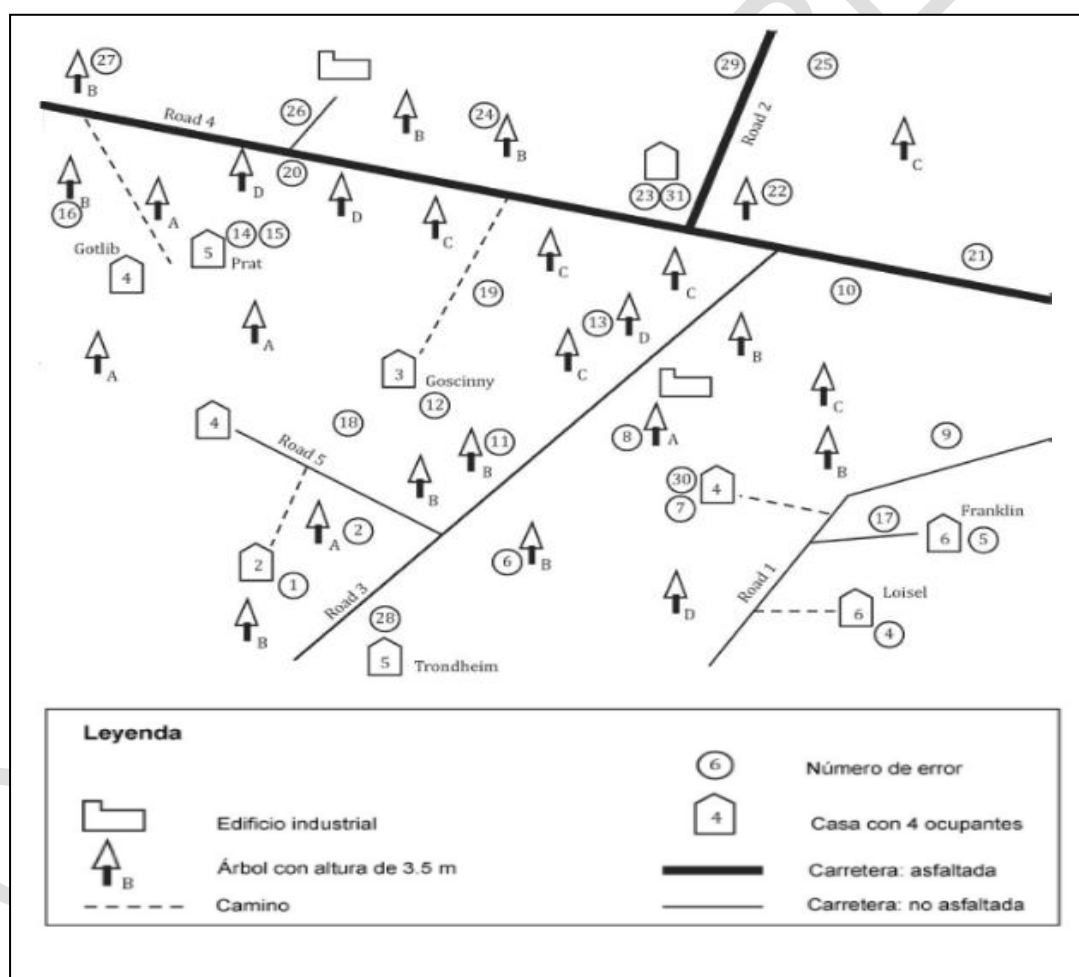 27
B
29
25
Road 4
26
B
24
B
Road 2
C
16
B
A
D
20
D
C
23 31
22
Gotlib
4
14 15
5
Prat
C
C
21
19
10
A
A
13
D
C
B
3
Goscinny
12
C
4
18
Road 5
11
B
B
8
A
B
9
30
7
4
17
Franklin
6
5
2
A
6
B
2
1
B
Road 3
D
Road 1
Loisel
6
4
28
5
Trondheim
Leyenda
6
Número de error
Edificio industrial
4
Casa con 4 ocupantes
B
Árbol con altura de 3.5 m
Carretera: asfaltada
Camino
Carretera: no asfaltada